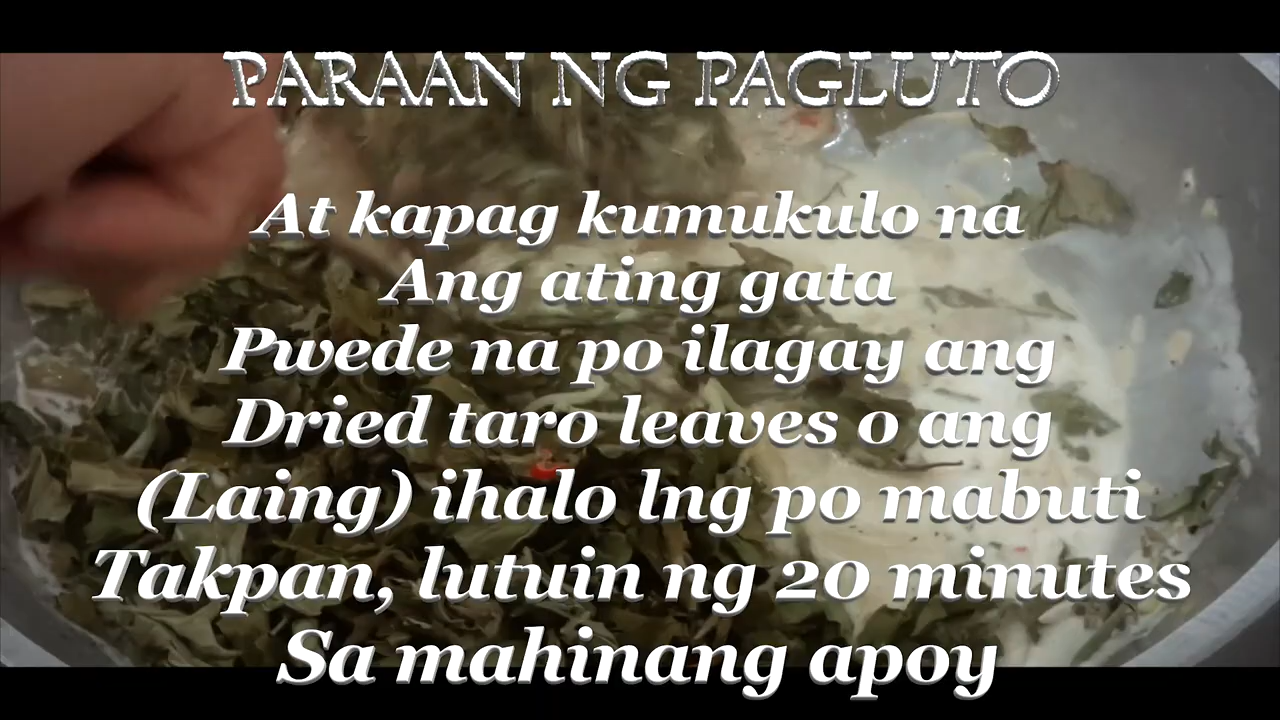 PARAAN NG PAGLUTO
At kapag kumukulo na
Ang ating gata
Pwede na po ilagay ang
Dried taro leaves o ang
(Laing) ihalo lng po mabuti
Takpan, lutuin ng 20 minutes
Sa mahinang apoy